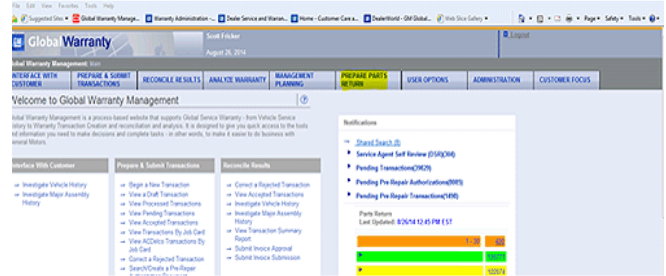 File Edit View Favorites Tools Help
Suggested Sites Global Warranty Manage... Warranty Administration -... Dealer Service and Warran... Home - Customer Care a... DealerWorld - GM Global... Web Slice Gallery
Page Safety Tools
GM GlobalWarranty
Scott Fricker
August 26, 2014
Logout
Global Warranty Management: Main
INTERFACE WITH CUSTOMER PREPARE & SUBMIT TRANSACTIONS RECONCILE RESULTS ANALYZE WARRANTY MANAGEMENT PLANNING PREPARE PARTS RETURN USER OPTIONS ADMINISTRATION CUSTOMER FOCUS
Welcome to Global Warranty Management
Global Warranty Management is a process-based website that supports Global Service Warranty - from Vehicle Service
History to Warranty Transaction Creation and reconciliation and analysis. It is designed to give you quick access to the tools
and information you need to make decisions and complete tasks - in other words, to make it easier to do business with
General Motors.
Interface With Customer
→ Investigate Vehicle History
→ Investigate Major Assembly
History
Prepare & Submit Transactions
→ Begin a New Transaction
→ View a Draft Transaction
→ View Processed Transactions
→ View Pending Transactions
→ View Accepted Transactions
→ View Transactions By Job Card
→ View ACDelco Transactions By
Job Card
→ Correct a Rejected Transaction
→ Search/Create a Pre-Repair
Reconcile Results
→ Correct a Rejected Transaction
→ View Accepted Transactions
→ Investigate Vehicle History
→ Investigate Major Assembly
History
→ View Transaction Summary
Report
→ Submit Invoice Approval
→ Submit Invoice Submission
Notifications
→ Shared Search (8)
Service Agent Self Review (DSR)(304)
Pending Transactions(39829)
Pending Pre-Repair Authorizations(8085)
Pending Pre-Repair Transactions(1498)
Parts Return
Last Updated: 8/26/14 12:45 PM EST
420
102074